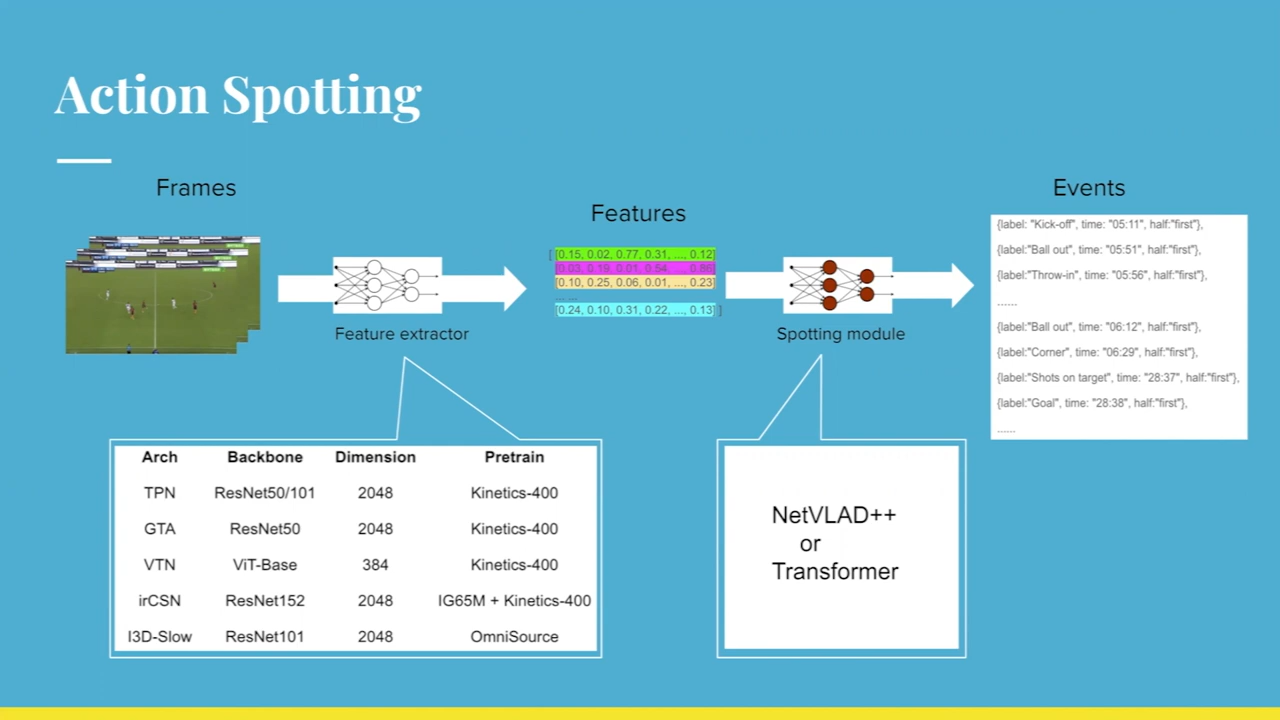 Action Spotting
Frames
Features
Events
[ [0.15, 0.02, 0.77, 0.31, ..., 0.12]
[0.03, 0.19, 0.01, 0.54, ..., 0.86]
[0.10, 0.25, 0.06, 0.01, ..., 0.23]
... ...
[0.24, 0.10, 0.31, 0.22, ..., 0.13] ]
Feature extractor
Spotting module
{label: "Kick-off", time: "05:11", half:"first"},
{label:"Ball out", time: "05:51", half:"first"},
{label:"Throw-in", time: "05:56", half:"first"},
......
{label:"Ball out", time: "06:12", half:"first"},
{label:"Corner", time: "06:29", half:"first"},
{label:"Shots on target", time: "28:37", half:"first"},
{label:"Goal", time: "28:38", half:"first"},
......
Arch Backbone Dimension Pretrain
TPN ResNet50/101 2048 Kinetics-400
GTA ResNet50 2048 Kinetics-400
VTN ViT-Base 384 Kinetics-400
irCSN ResNet152 2048 IG65M + Kinetics-400
I3D-Slow ResNet101 2048 OmniSource
NetVLAD++
or
Transformer